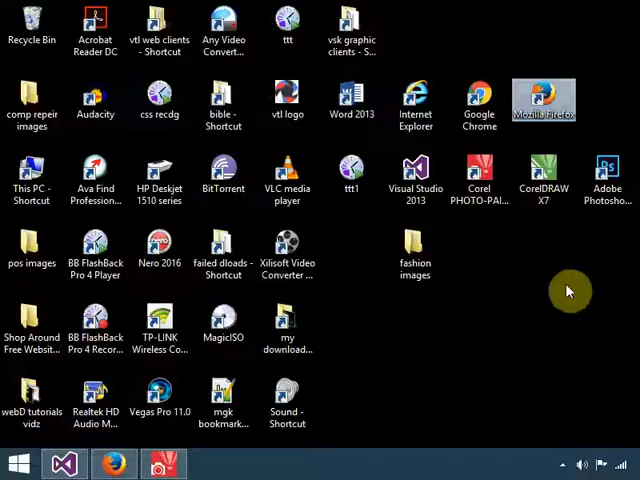 Recycle Bin
Acrobat
Reader DC
vtl web clients
- Shortcut
Any Video
Convert...
ttt
vsk graphic
clients - S...
comp repeir
images
Audacity
css recdg
bible -
Shortcut
vtl logo
Word 2013
Internet
Explorer
Google
Chrome
Mozilla Firefox
This PC -
Shortcut
Ava Find
Profession...
HP Deskjet
1510 series
BitTorrent
VLC media
player
ttt1
Visual Studio
2013
Corel
PHOTO-PAI...
CorelDRAW
X7
Ps
Adobe
Photosho...
pos images
BB FlashBack
Pro 4 Player
Nero 2016
failed dloads -
Shortcut
Xilisoft Video
Converter ...
fashion
images
Shop Around
Free Websit...
BB FlashBack
Pro 4 Recor...
TP-LINK
Wireless Co...
MagicISO
my
download...
webD tutorials
vidz
Realtek HD
Audio M...
Vegas Pro 11.0
mgk
bookmark...
Sound -
Shortcut